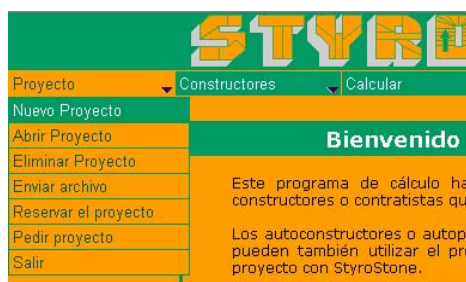 STYRO
Proyecto Constructores Calcular
Nuevo Proyecto
Abrir Proyecto
Eliminar Proyecto
Enviar archivo
Reservar el proyecto
Pedir proyecto
Salir
Bienvenido
Este programa de cálculo ha
constructores o contratistas qu
Los autoconstructores o autop
pueden también utilizar el pr
proyecto con StyroStone.